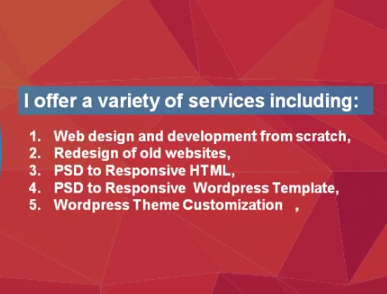 I offer a variety of services including:
1. Web design and development from scratch,
2. Redesign of old websites,
3. PSD to Responsive HTML,
4. PSD to Responsive Wordpress Template,
5. Wordpress Theme Customization ,